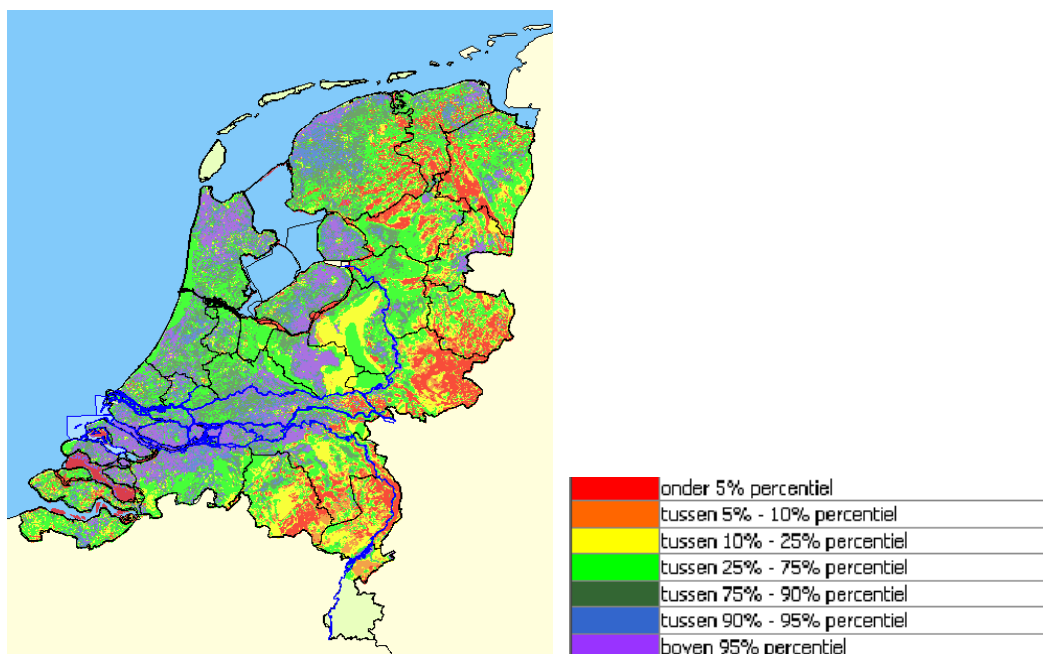 onder 5% percentiel
tussen 5% - 10% percentiel
tussen 10% - 25% percentiel
tussen 25% - 75% percentiel
tussen 75% - 90% percentiel
tussen 90% - 95% percentiel
boven 95% percentiel